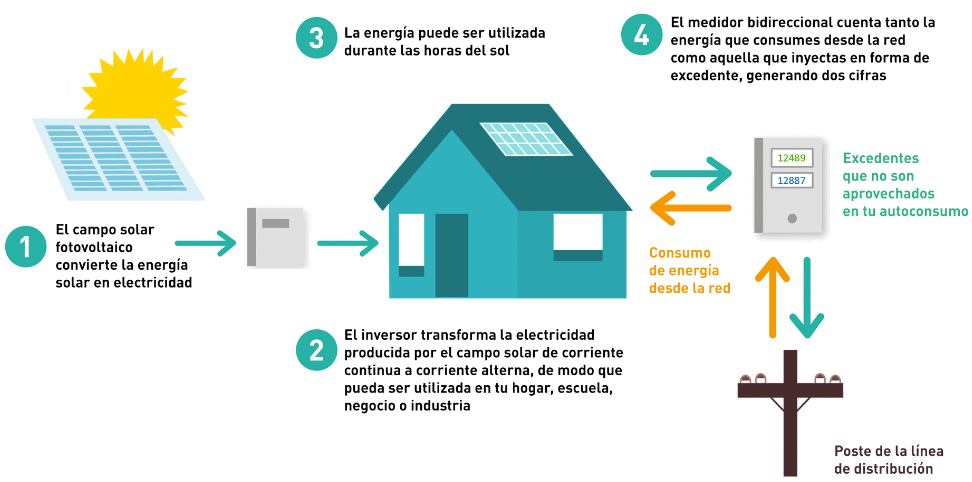 1
El campo solar
fotovoltaico
convierte la energía
solar en electricidad
2
El inversor transforma la electricidad
producida por el campo solar de corriente
continua a corriente alterna, de modo que
pueda ser utilizada en tu hogar, escuela,
negocio o industria
3
La energía puede ser utilizada
durante las horas del sol
4
El medidor bidireccional cuenta tanto la
energía que consumes desde la red
como aquella que inyectas en forma de
excedente, generando dos cifras
12489
12887
Excedentes
que no son
aprovechados
en tu autoconsumo
Consumo
de energía
desde la red
Poste de la línea
de distribución